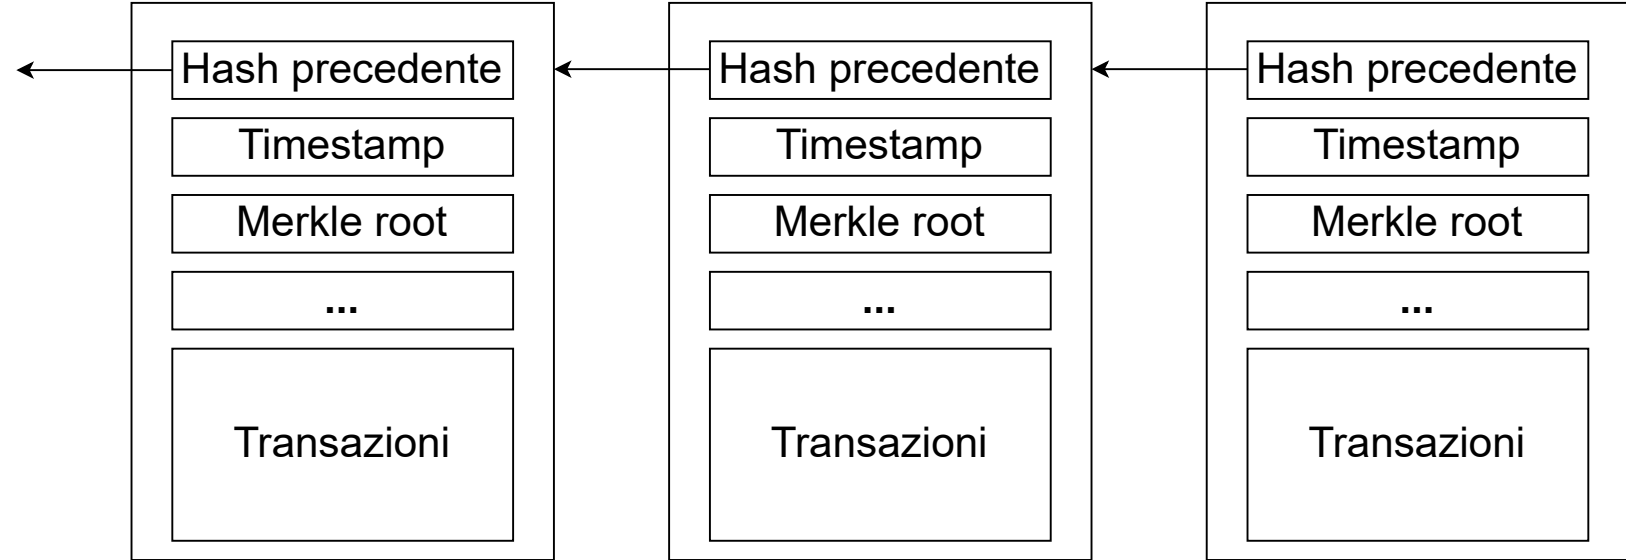 Hash precedente
Timestamp
Merkle root
...
Transazioni
Hash precedente
Timestamp
Merkle root
...
Transazioni
Hash precedente
Timestamp
Merkle root
...
Transazioni